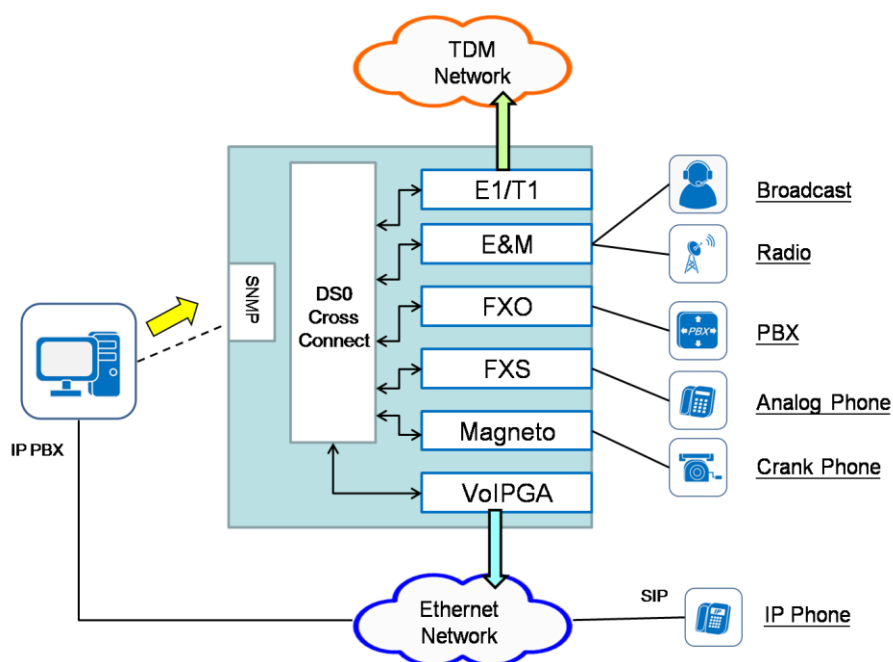 TDM
Network
E1/T1
Broadcast
E&M
Radio
SNMP
DS0
Cross
Connect
FXO
PBX
PBX
FXS
Analog Phone
Magneto
Crank Phone
IP PBX
VoIPGA
Ethernet
Network
SIP
IP
IP Phone